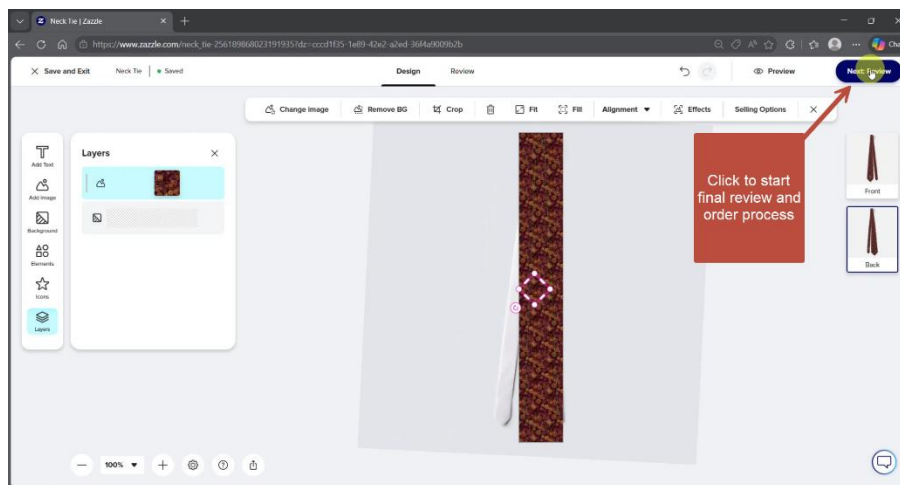 Neck Tie | Zazzle
https://www.zazzle.com/neck_tie-256189868023191935?dz=cccd1f35-1e89-42e2-a2ed-36f4a9009b2b
Save and Exit
Neck Tie
Saved
Design
Review
Preview
Next: Review
Change Image
Remove BG
Crop
Fit
Fill
Alignment
Effects
Selling Options
Add Text
Add Image
Background
Elements
Icons
Layers
Layers
Click to start
final review and
order process
Front
Back
100%